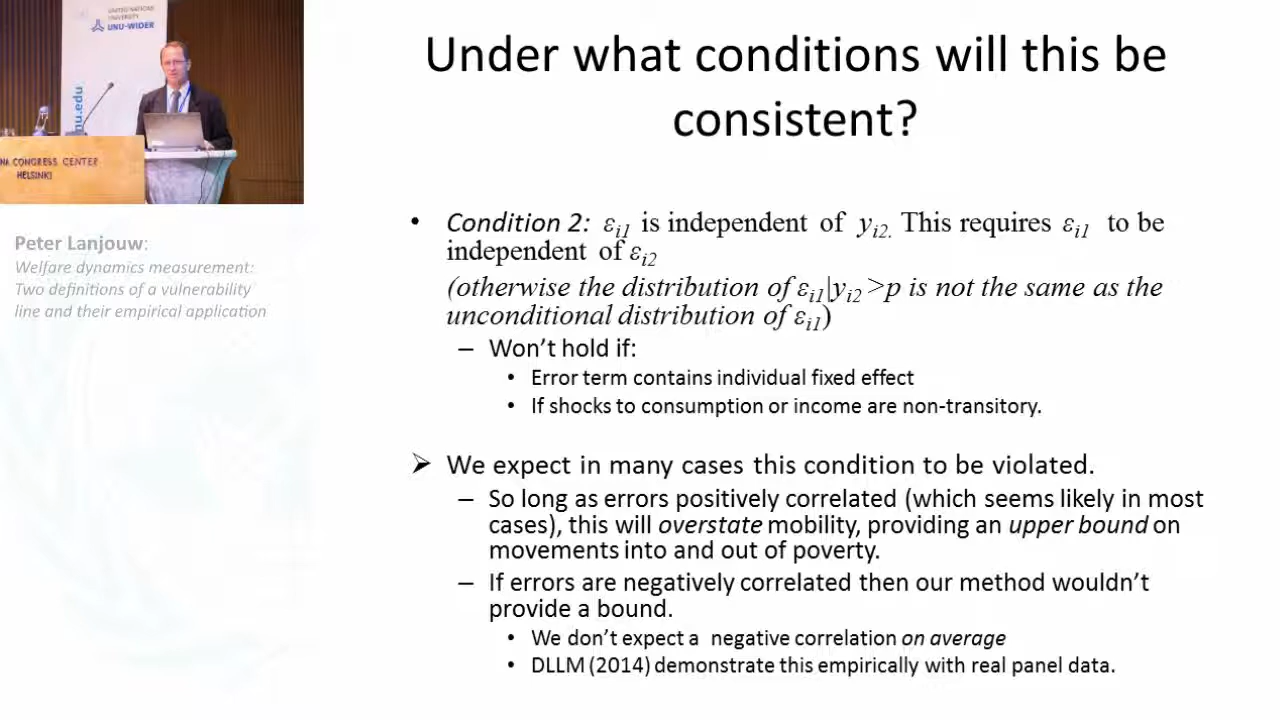 UNITED NATIONS
UNIVERSITY
UNU-WIDER
nu.edu
NA CONGRESS CENTER
HELSINKI
Peter Lanjouw:
Welfare dynamics measurement:
Two definitions of a vulnerability
line and their empirical application
Under what conditions will this be
consistent?
• Condition 2: εi1 is independent of yi2. This requires εi1 to be
independent of εi2
(otherwise the distribution of εi1|yi2 >p is not the same as the
unconditional distribution of εi1)
– Won't hold if:
• Error term contains individual fixed effect
• If shocks to consumption or income are non-transitory.
➢ We expect in many cases this condition to be violated.
– So long as errors positively correlated (which seems likely in most
cases), this will overstate mobility, providing an upper bound on
movements into and out of poverty.
– If errors are negatively correlated then our method wouldn't
provide a bound.
• We don't expect a negative correlation on average
• DLLM (2014) demonstrate this empirically with real panel data.